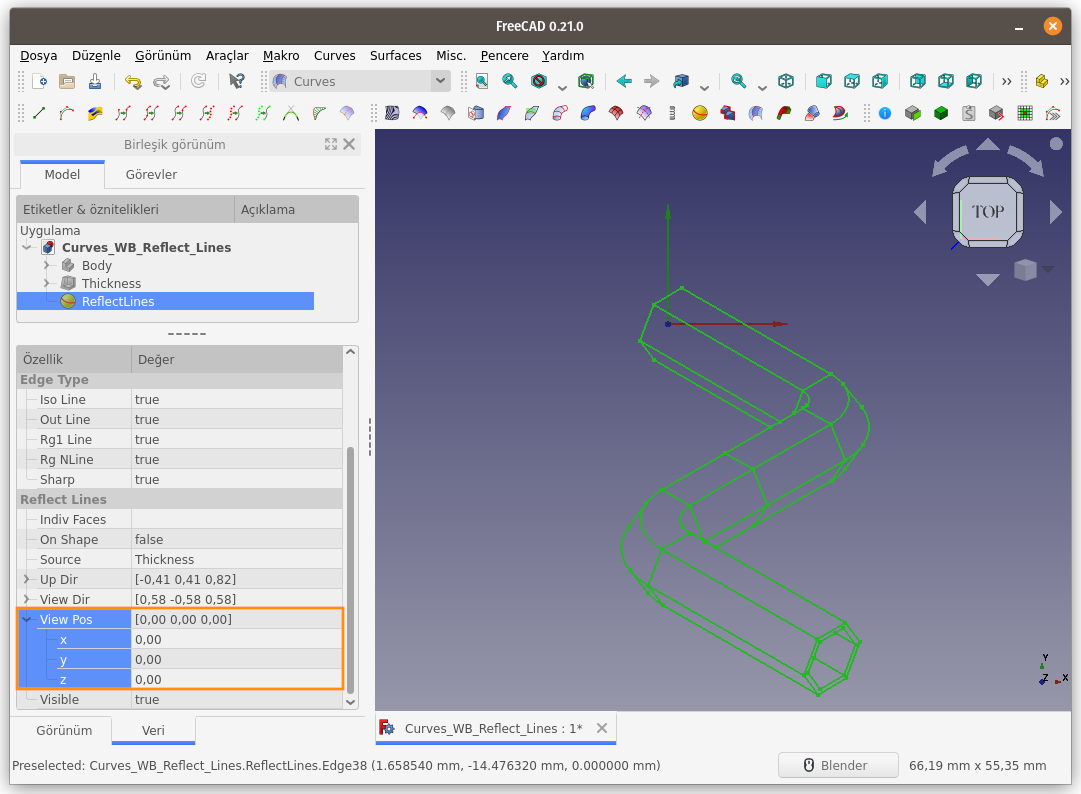 FreeCAD 0.21.0
Dosya Düzenle Görünüm Araçlar Makro Curves Surfaces Misc. Pencere Yardım
Curves
Birleşik görünüm
Model Görevler
Etiketler & öznitelikleri Açıklama
Uygulama
Curves_WB_Reflect_Lines
Body
Thickness
ReflectLines
TOP
Özellik Değer
Edge Type
Iso Line true
Out Line true
Rg1 Line true
Rg NLine true
Sharp true
Reflect Lines
Indiv Faces
On Shape false
Source Thickness
Up Dir [-0,41 0,41 0,82]
View Dir [0,58 -0,58 0,58]
View Pos [0,00 0,00 0,00]
x 0,00
y 0,00
z 0,00
Visible true
Y
Z X
Görünüm Veri
Curves_WB_Reflect_Lines : 1*
Preselected: Curves_WB_Reflect_Lines.ReflectLines.Edge38 (1.658540 mm, -14.476320 mm, 0.000000 mm) Blender 66,19 mm x 55,35 mm